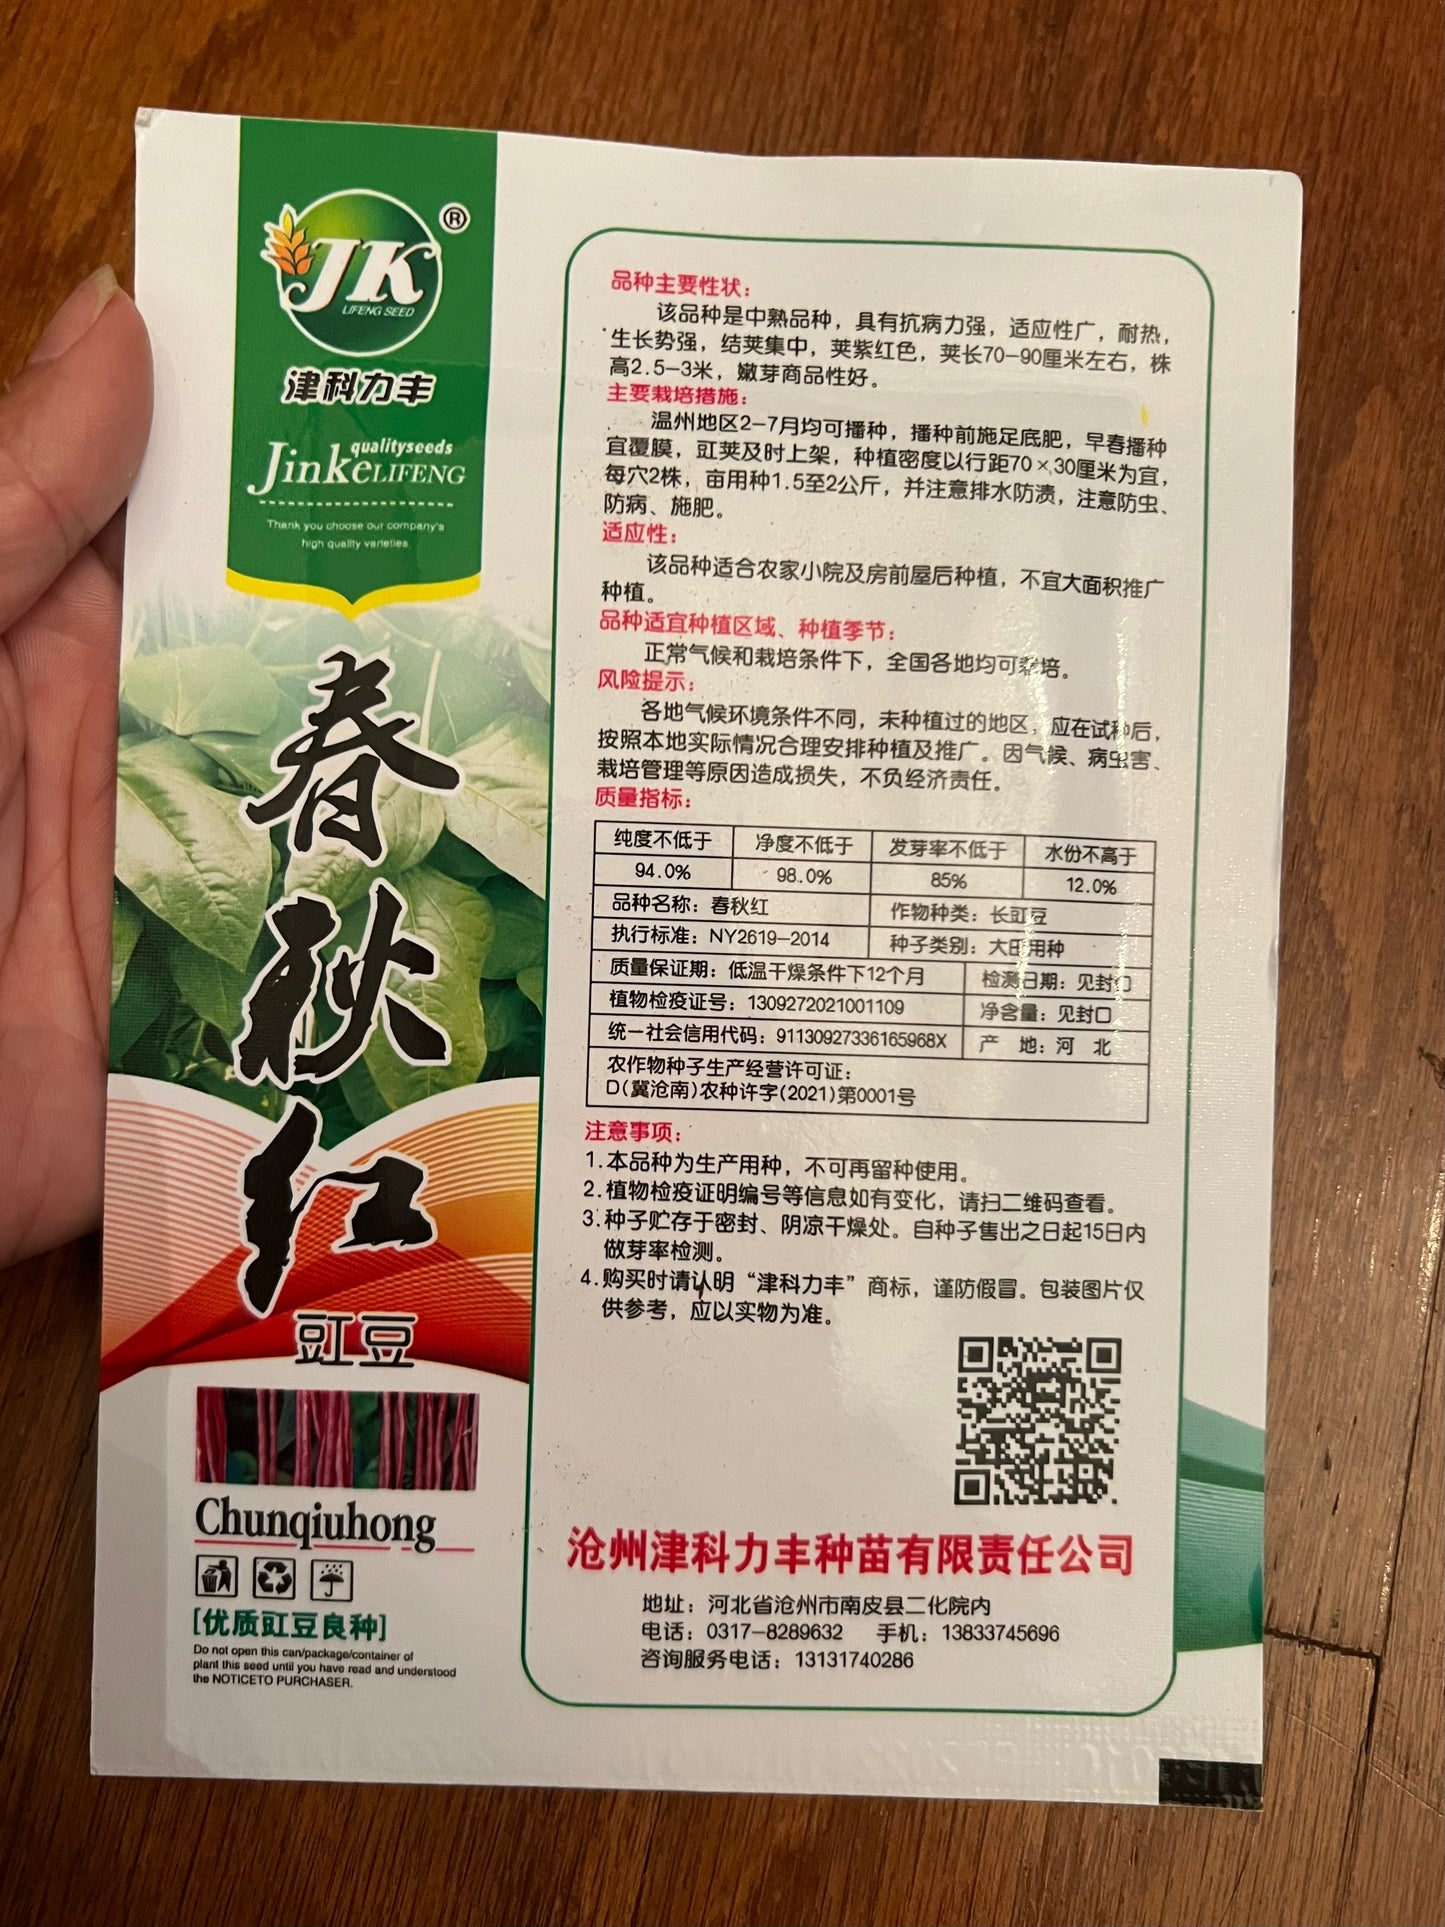 JK
®
LIFENG SEED
津科力丰
qualityseeds
JinkeLIFENG
Thank you choose our company's
high quality varieties.
春秋红
豇豆
Chunqiuhong
[优质豇豆良种]
Do not open this can/package/container of
plant this seed until you have read and understood
the NOTICETO PURCHASER.
品种主要性状：
该品种是中熟品种，具有抗病力强，适应性广，耐热，
生长势强，结荚集中，荚紫红色，荚长70-90厘米左右，株
高2.5-3米，嫩芽商品性好。
主要栽培措施：
温州地区2-7月均可播种，播种前施足底肥，早春播种
宜覆膜，豇荚及时上架，种植密度以行距70×30厘米为宜，
每穴2株，亩用种1.5至2公斤，并注意排水防渍，注意防虫、
防病、施肥。
适应性：
该品种适合农家小院及房前屋后种植，不宜大面积推广
种植。
品种适宜种植区域、种植季节：
正常气候和栽培条件下，全国各地均可栽培。
风险提示：
各地气候环境条件不同，未种植过的地区，应在试种后，
按照本地实际情况合理安排种植及推广。因气候、病虫害、
栽培管理等原因造成损失，不负经济责任。
质量指标：
纯度不低于 净度不低于 发芽率不低于 水份不高于
94.0% 98.0% 85% 12.0%
品种名称：春秋红 作物种类：长豇豆
执行标准：NY2619-2014 种子类别：大田用种
质量保证期：低温干燥条件下12个月 检测日期：见封口
植物检疫证号：1309272021001109 净含量：见封口
统一社会信用代码：91130927336165968X 产 地：河 北
农作物种子生产经营许可证：
D(冀沧南)农种许字(2021)第0001号
注意事项：
1.本品种为生产用种，不可再留种使用。
2.植物检疫证明编号等信息如有变化，请扫二维码查看。
3.种子贮存于密封、阴凉干燥处。自种子售出之日起15日内
做芽率检测。
4.购买时请认明“津科力丰”商标，谨防假冒。包装图片仅
供参考，应以实物为准。
沧州津科力丰种苗有限责任公司
地址：河北省沧州市南皮县二化院内
电话：0317-8289632 手机：13833745696
咨询服务电话：13131740286